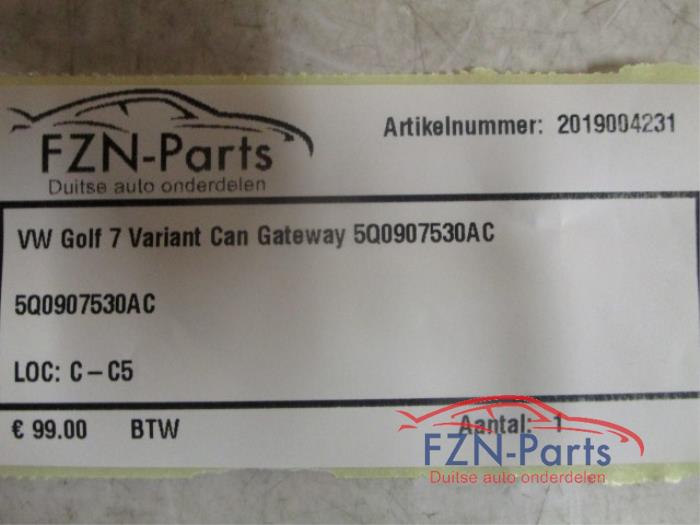 FZN-Parts
Duitse auto onderdelen
Artikelnummer: 2019004231
VW Golf 7 Variant Can Gateway 5Q0907530AC
5Q0907530AC
LOC: C-C5
€ 99.00 BTW Aantal: 1
FZN-Parts
Duitse auto onderdelen